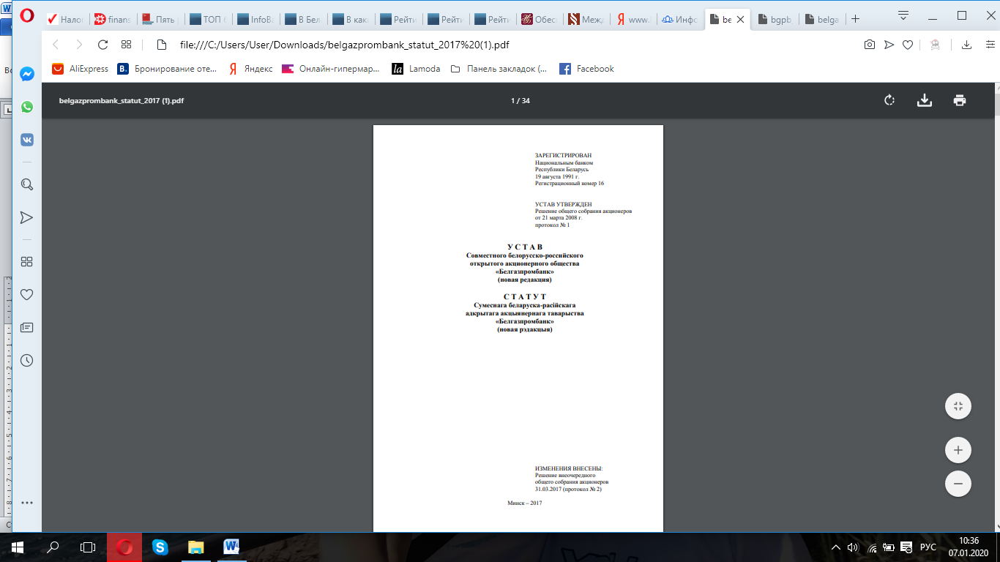 Нало
finans
Пять
ТОП 6
InfoBa
В Бел
В каки
Рейти
Рейти
Рейти
Обес
Межд
www.
Инфо
be
bgpb_
belga
file:///C:/Users/User/Downloads/belgazprombank_statut_2017%20(1).pdf
AliExpress
Бронирование оте...
Яндекс
Онлайн-гипермар...
Lamoda
Панель закладок (...
Facebook
belgazprombank_statut_2017 (1).pdf
1 / 34
ЗАРЕГИСТРИРОВАН
Национальным банком
Республики Беларусь
19 августа 1991 г.
Регистрационный номер 16
УСТАВ УТВЕРЖДЕН
Решение общего собрания акционеров
от 21 марта 2008 г.
протокол № 1
У С Т А В
Совместного белорусско-российского
открытого акционерного общества
«Белгазпромбанк»
(новая редакция)
С Т А Т У Т
Сумеснага беларуска-расійскага
адкрытага акцыянернага таварыства
«Белгазпромбанк»
(новая рэдакцыя)
ИЗМЕНЕНИЯ ВНЕСЕНЫ:
Решение внеочередного
общего собрания акционеров
31.03.2017 (протокол № 2)
Минск – 2017
РУС
10:36
07.01.2020